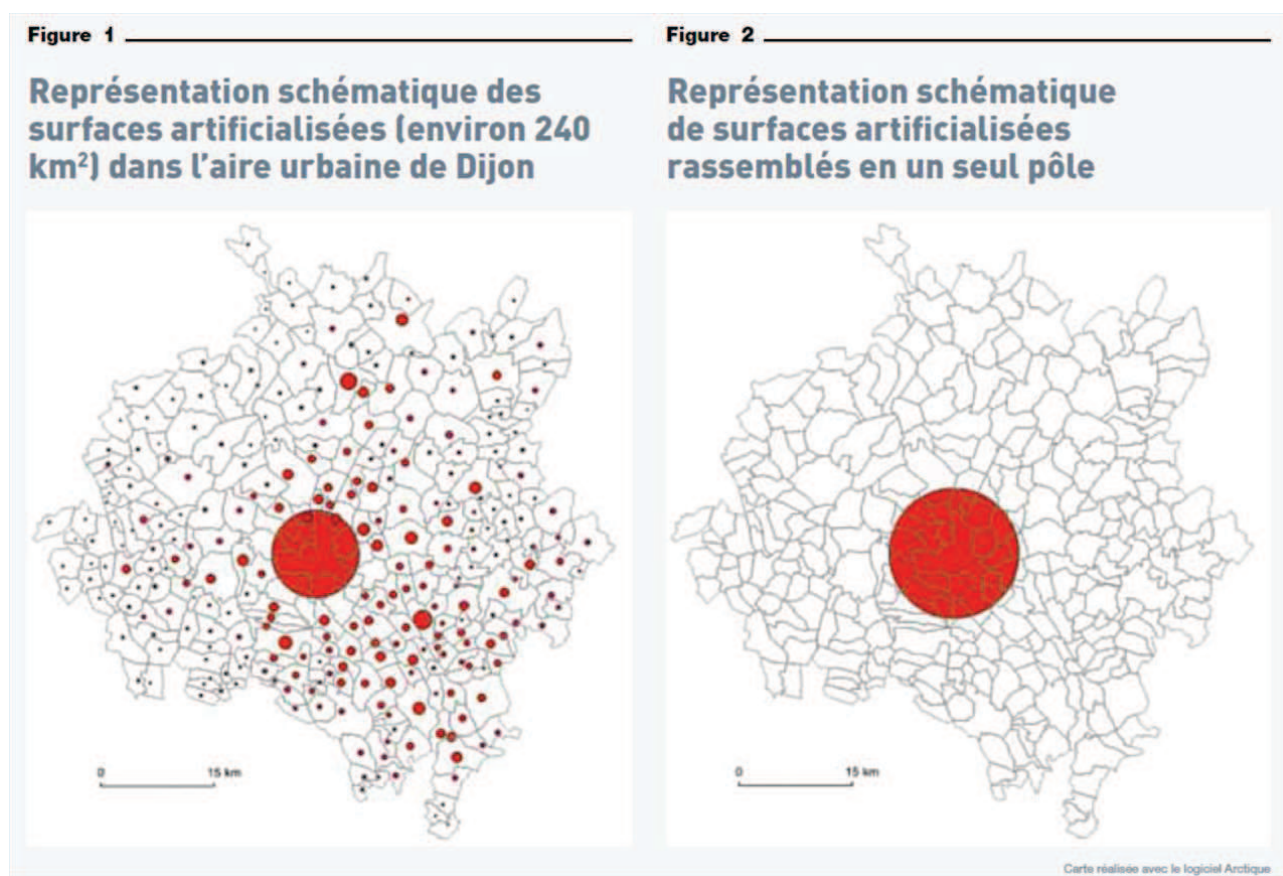 Figure 1
Représentation schématique des
surfaces artificialisées (environ 240
km²) dans l'aire urbaine de Dijon
0 15 km
Figure 2
Représentation schématique
de surfaces artificialisées
rassemblés en un seul pôle
0 15 km
Carte réalisée avec le logiciel Arctique